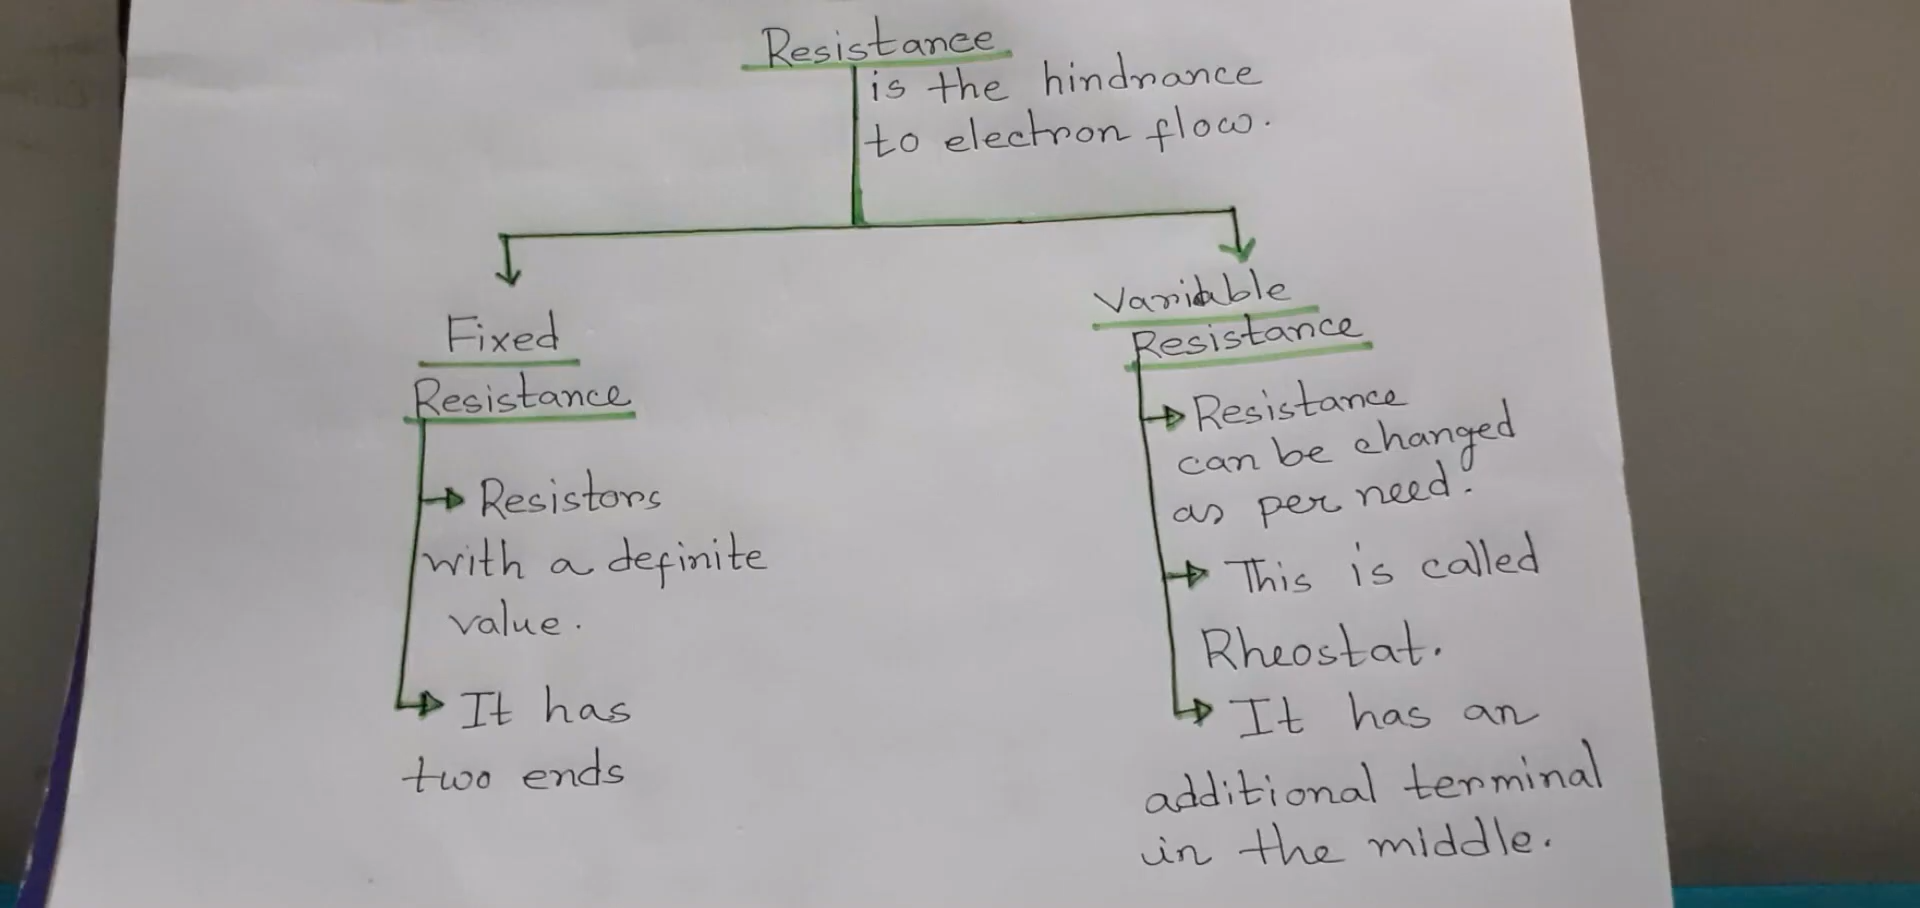 Resistance
is the hindrance
to electron flow.
Fixed
Resistance
Resistors
with a definite
value.
It has
two ends
Variable
Resistance
Resistance
can be changed
as per need.
This is called
Rheostat.
It has an
additional terminal
in the middle.